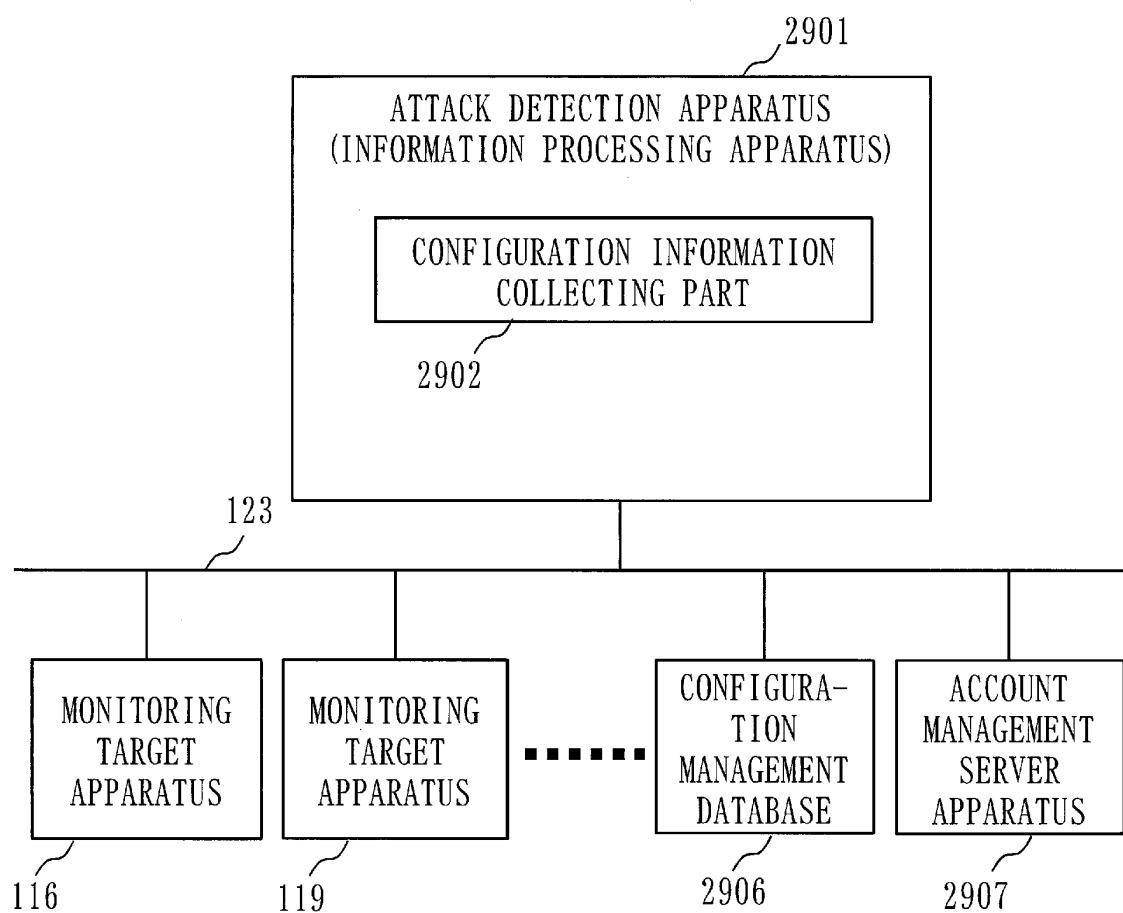 2901
ATTACK DETECTION APPARATUS
(INFORMATION PROCESSING APPARATUS)
CONFIGURATION INFORMATION
COLLECTING PART
2902
123
MONITORING
TARGET
APPARATUS
MONITORING
TARGET
APPARATUS
CONFIGURA-
TION
MANAGEMENT
DATABASE
ACCOUNT
MANAGEMENT
SERVER
APPARATUS
116
119
2906
2907